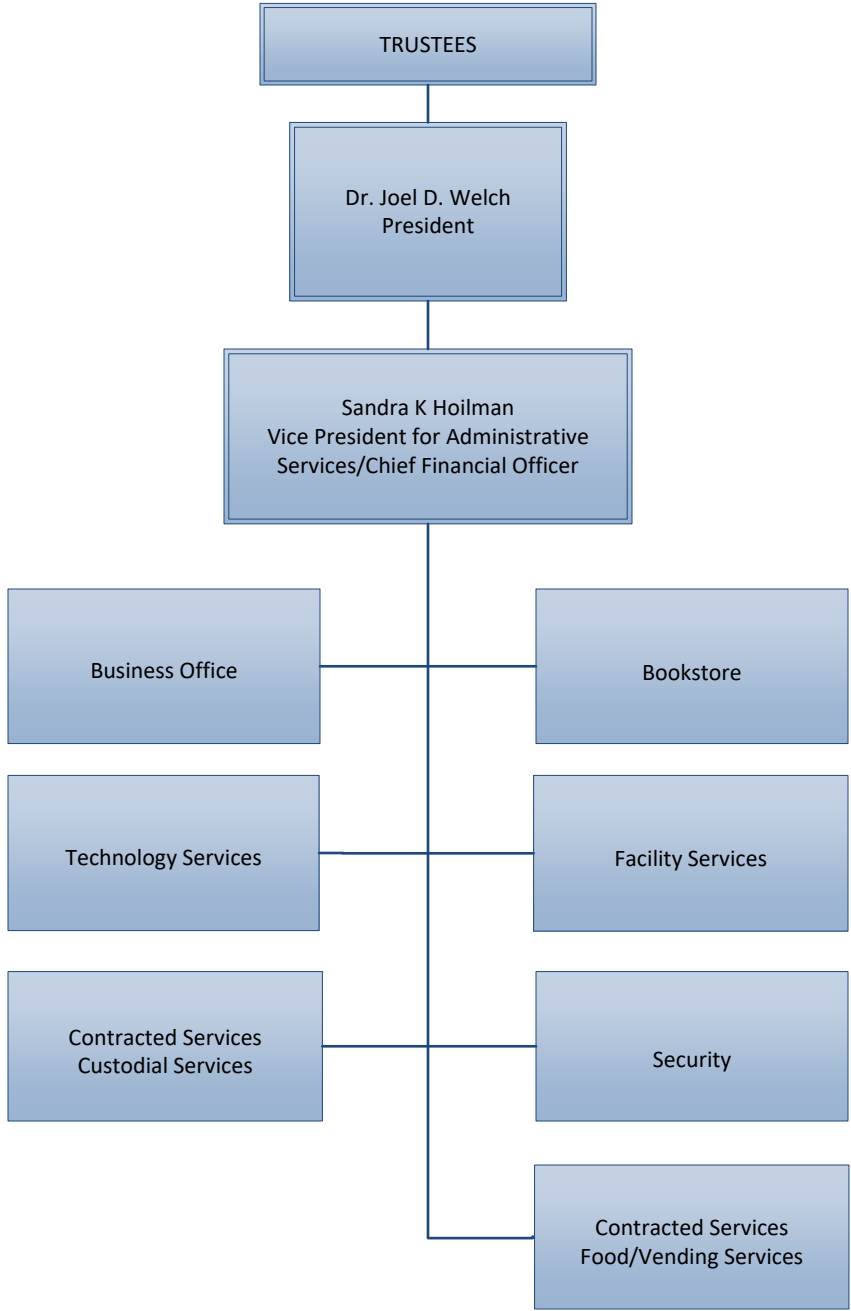 TRUSTEES
Dr. Joel D. Welch
President
Sandra K Hoilman
Vice President for Administrative
Services/Chief Financial Officer
Business Office
Bookstore
Technology Services
Facility Services
Contracted Services
Custodial Services
Security
Contracted Services
Food/Vending Services